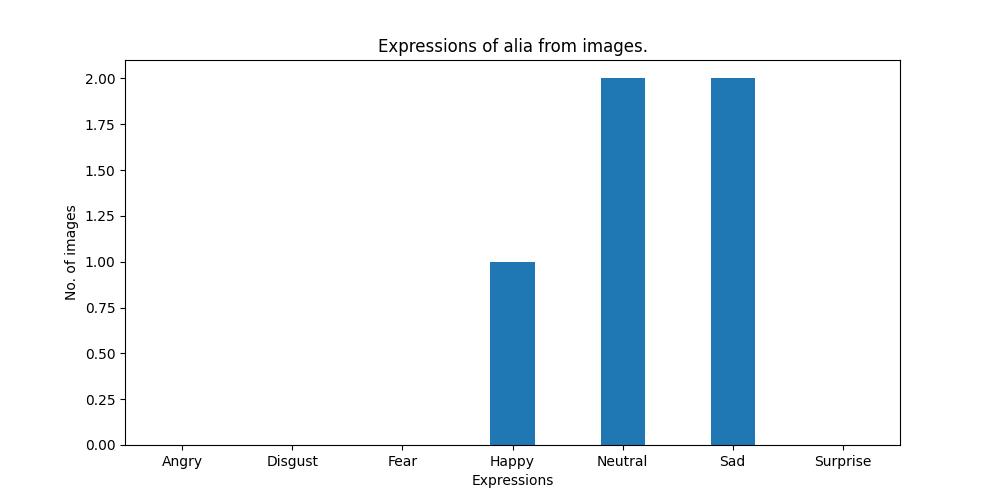 Expressions of alia from images.
2.00
1.75
1.50
1.25
1.00
0.75
0.50
0.25
0.00
No. of images
Angry Disgust Fear Happy Neutral Sad Surprise
Expressions